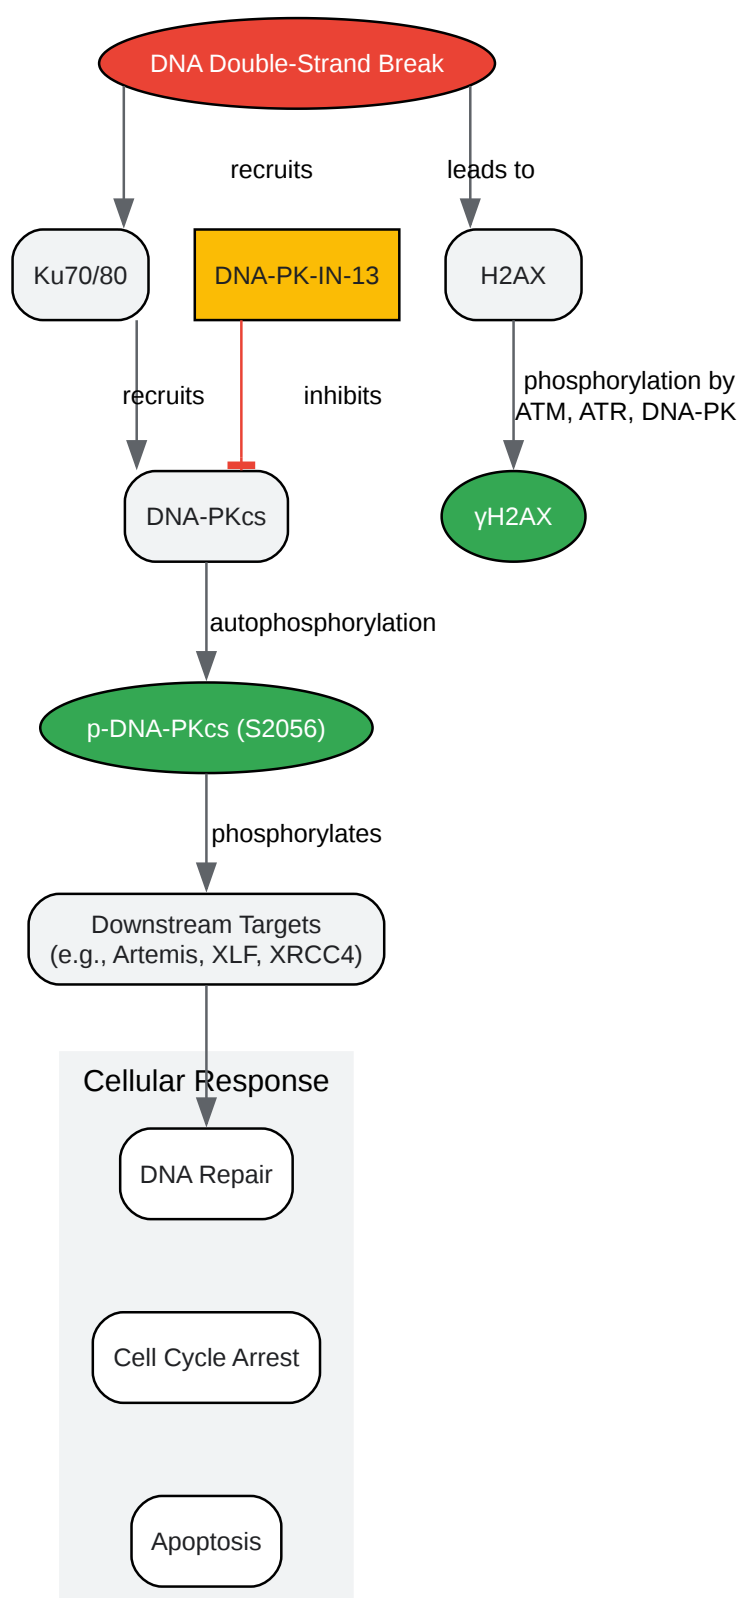 DNA Double-Strand Break
recruits
leads to
Ku70/80
DNA-PK-IN-13
H2AX
recruits
inhibits
phosphorylation by
ATM, ATR, DNA-PK
DNA-PKcs
γH2AX
autophosphorylation
p-DNA-PKcs (S2056)
phosphorylates
Downstream Targets
(e.g., Artemis, XLF, XRCC4)
Cellular Response
DNA Repair
Cell Cycle Arrest
Apoptosis